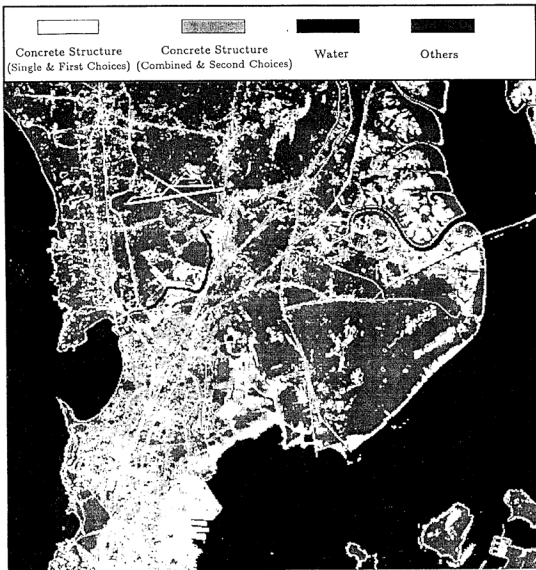 Concrete Structure
(Single & First Choices)
Concrete Structure
(Combined & Second Choices)
Water
Others